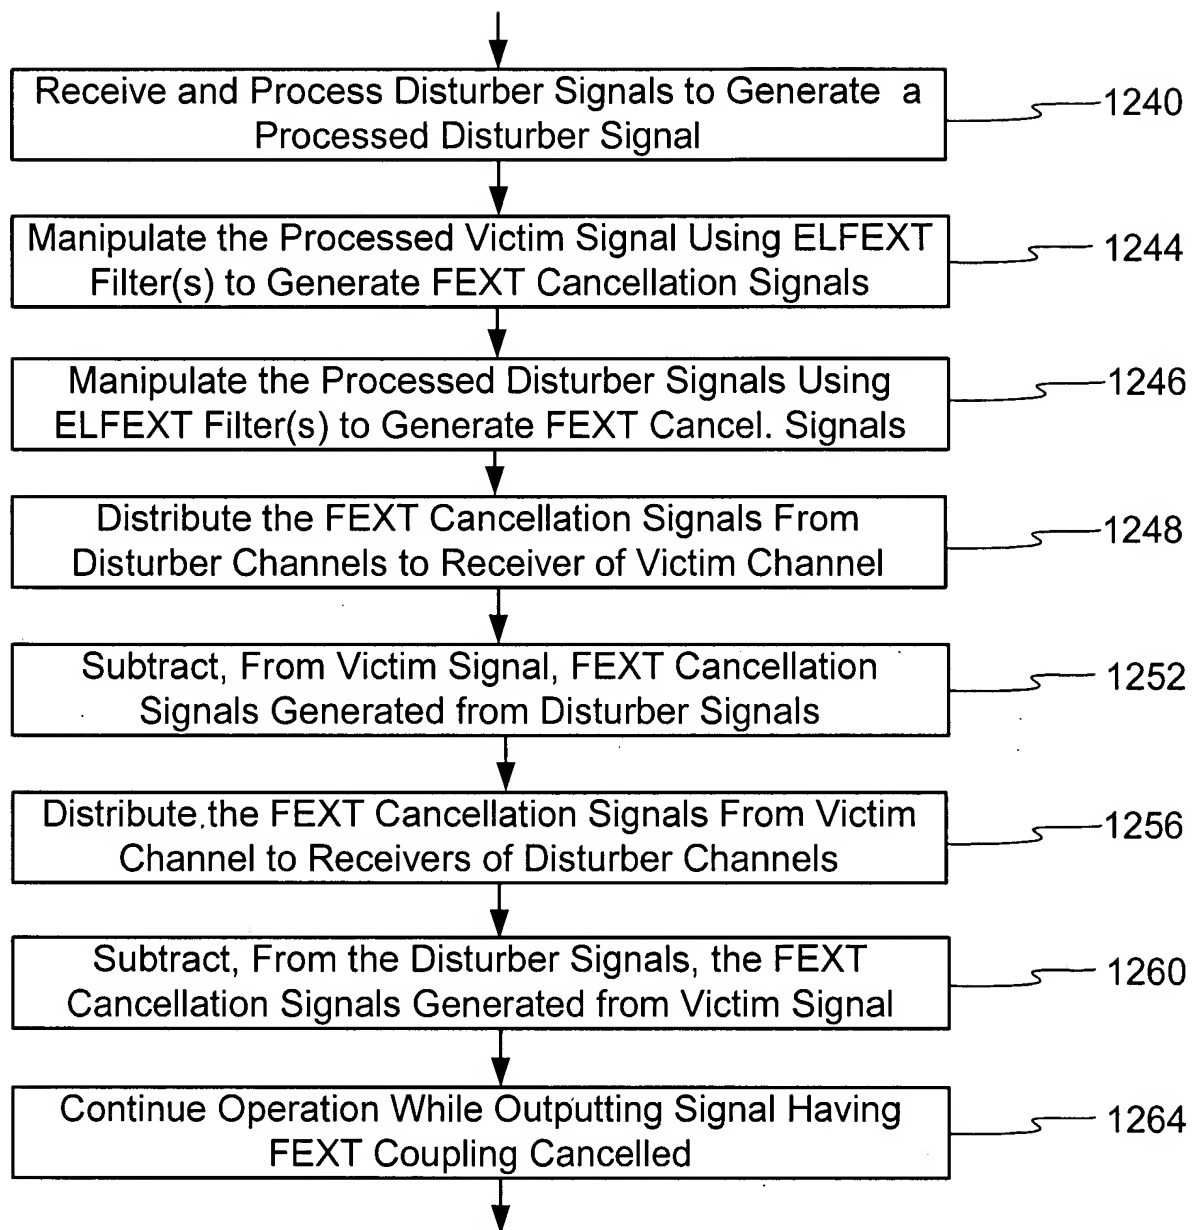 Receive and Process Disturber Signals to Generate a
Processed Disturber Signal
1240
Manipulate the Processed Victim Signal Using ELFEXT
Filter(s) to Generate FEXT Cancellation Signals
1244
Manipulate the Processed Disturber Signals Using
ELFEXT Filter(s) to Generate FEXT Cancel. Signals
1246
Distribute the FEXT Cancellation Signals From
Disturber Channels to Receiver of Victim Channel
1248
Subtract, From Victim Signal, FEXT Cancellation
Signals Generated from Disturber Signals
1252
Distribute the FEXT Cancellation Signals From Victim
Channel to Receivers of Disturber Channels
1256
Subtract, From the Disturber Signals, the FEXT
Cancellation Signals Generated from Victim Signal
1260
Continue Operation While Outputting Signal Having
FEXT Coupling Cancelled
1264